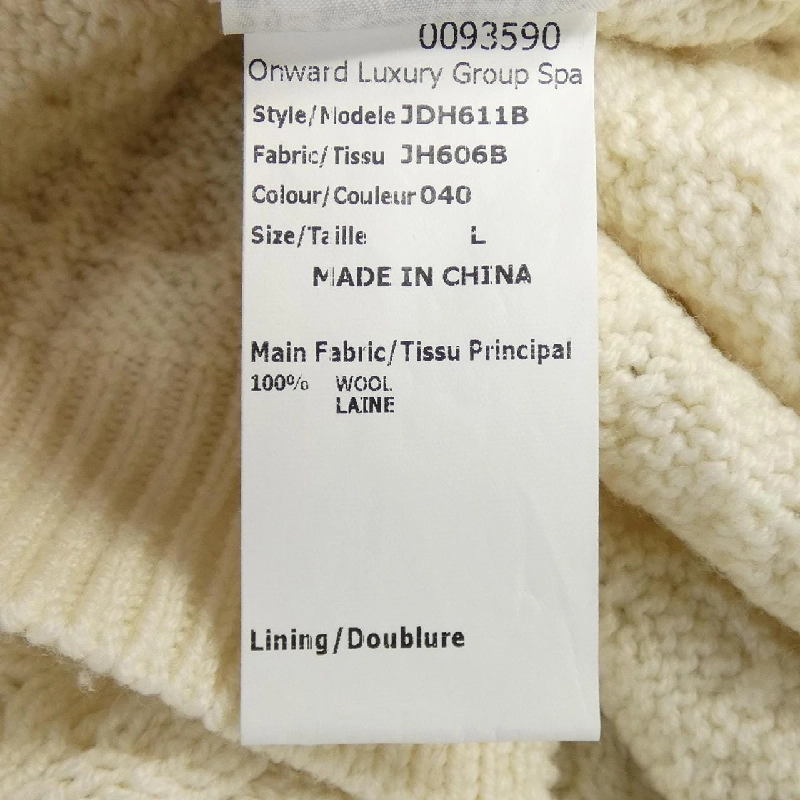 0093590
Onward Luxury Group Spa
Style/Modele JDH611B
Fabric/Tissu JH606B
Colour/Couleur 040
Size/Taille L
MADE IN CHINA
Main Fabric/Tissu Principal
100% WOOL
LAINE
Lining/Doublure